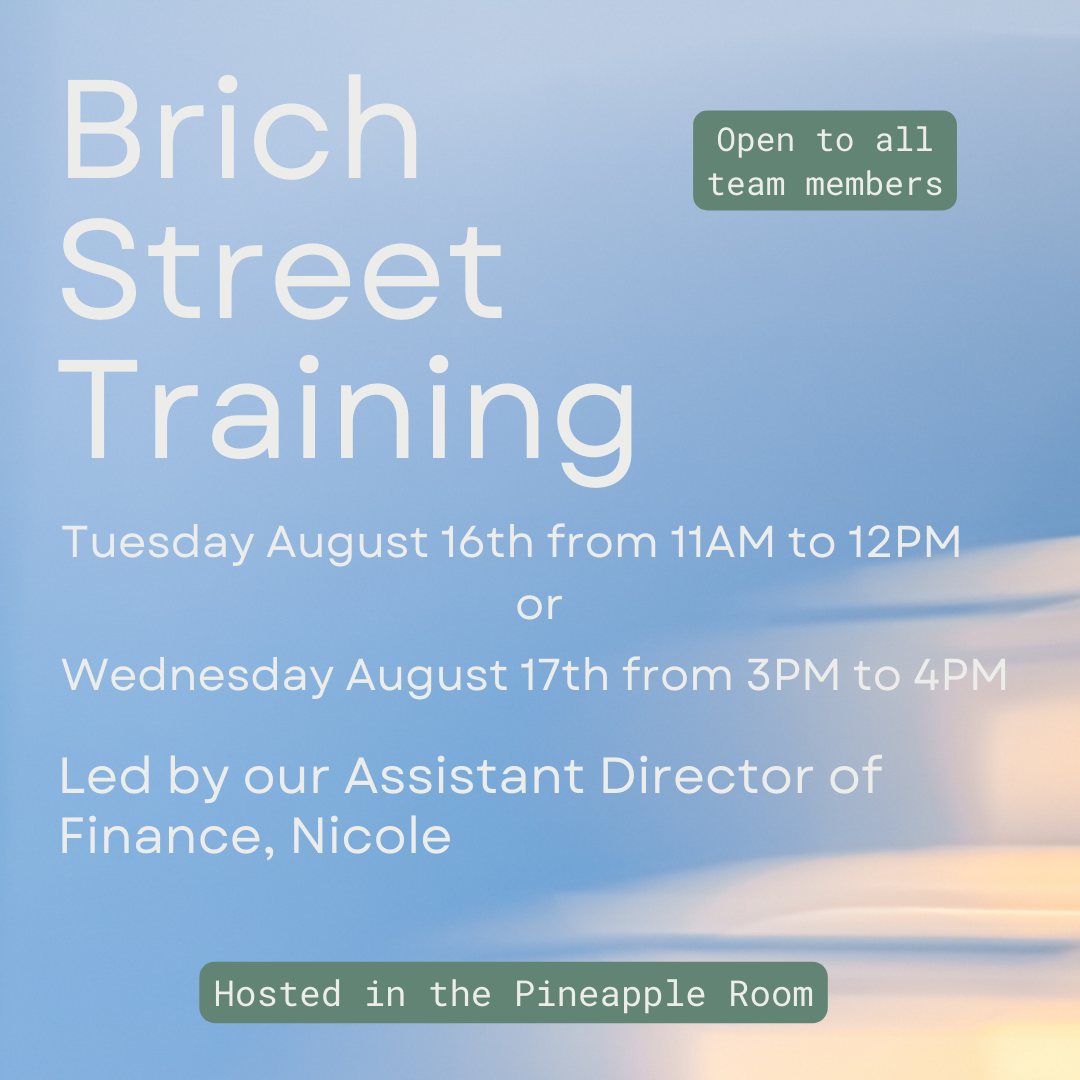 Brich
Street
Training
Open to all
team members
Tuesday August 16th from 11AM to 12PM
or
Wednesday August 17th from 3PM to 4PM
Led by our Assistant Director of
Finance, Nicole
Hosted in the Pineapple Room